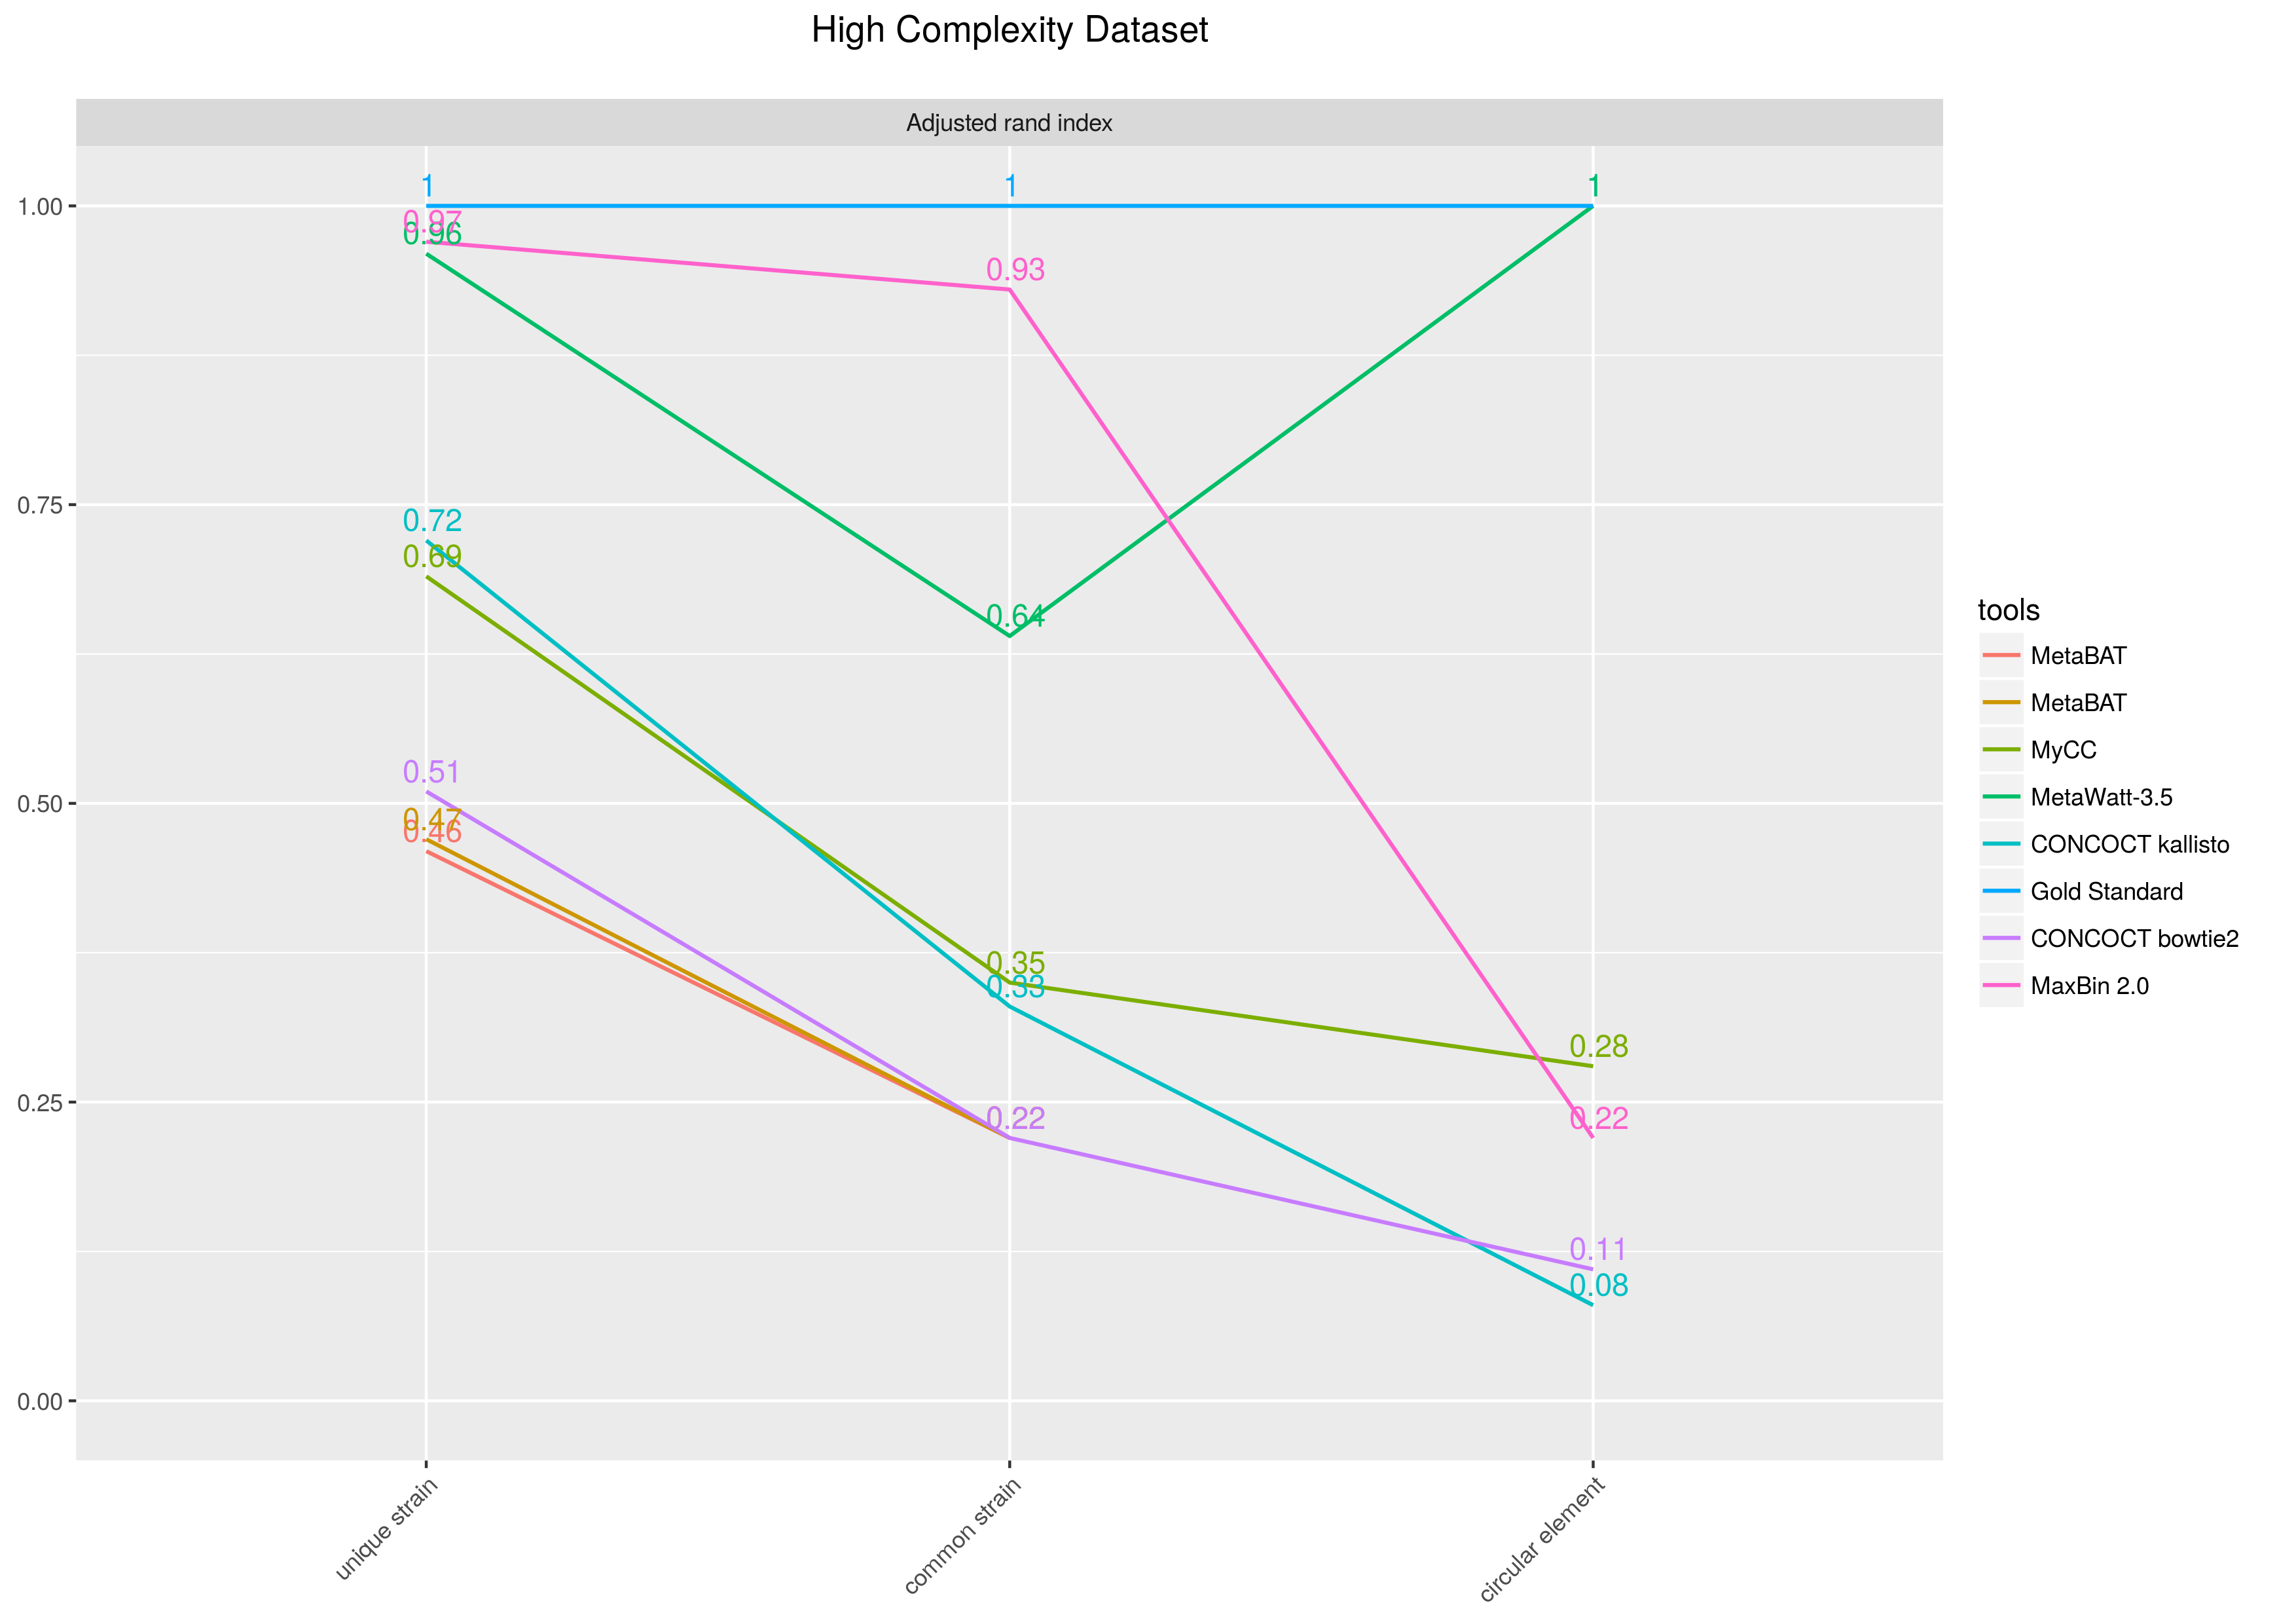 High Complexity Dataset
Adjusted rand index
1.00
0.75
0.50
0.25
0.00
1
1
1
0.97
0.96
0.93
0.72
0.69
0.64
0.51
0.47
0.46
0.35
0.33
0.28
0.22
0.22
0.11
0.08
unique strain
common strain
circular element
tools
MetaBAT
MetaBAT
MyCC
MetaWatt-3.5
CONCOCT kallisto
Gold Standard
CONCOCT bowtie2
MaxBin 2.0